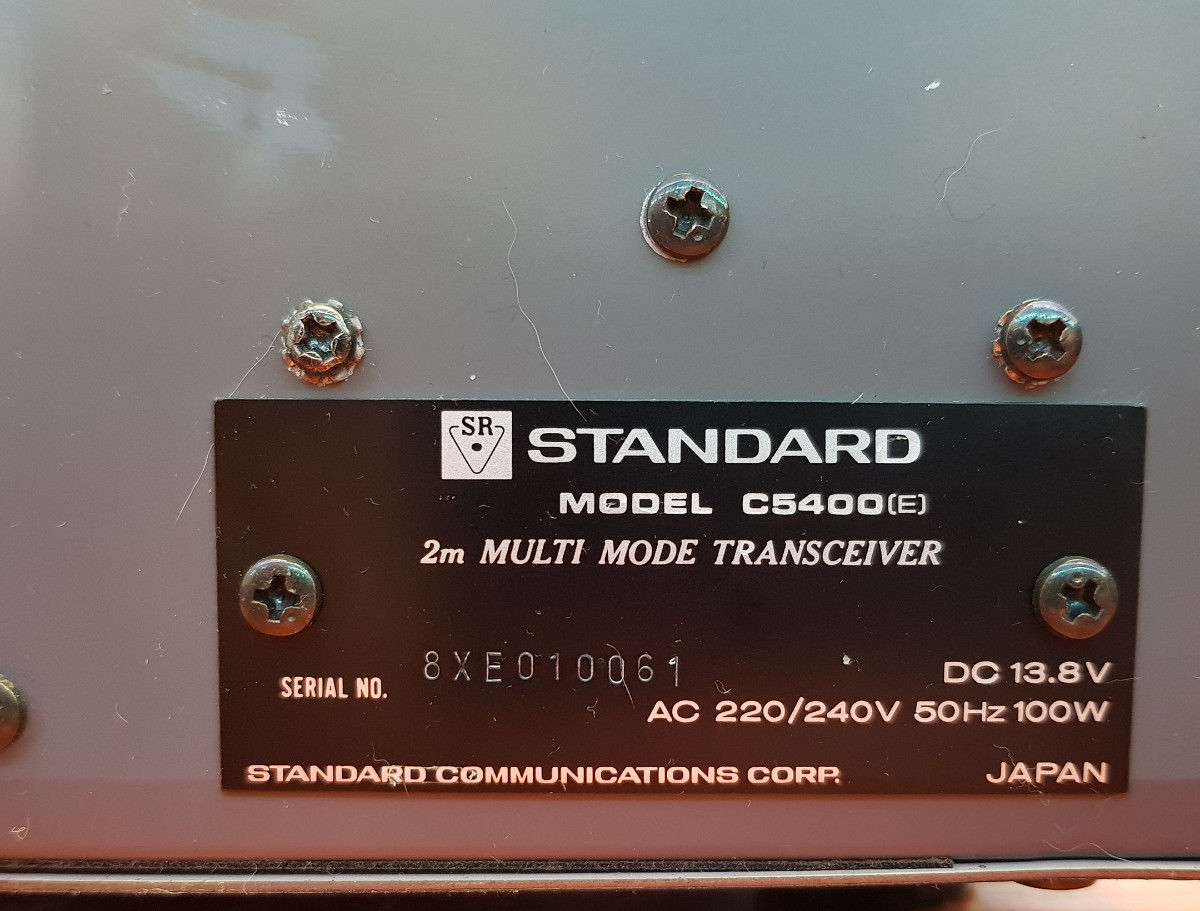 SR STANDARD
MODEL C5400(E)
2m MULTI MODE TRANSCEIVER
SERIAL NO. 8XE010061
DC 13.8V
AC 220/240V 50Hz 100W
STANDARD COMMUNICATIONS CORP. JAPAN